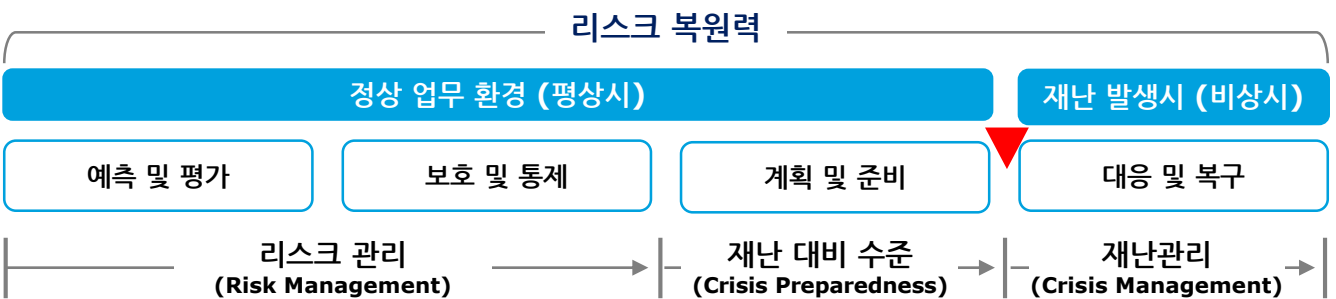 리스크 복원력
정상 업무 환경 (평상시)
재난 발생시 (비상시)
예측 및 평가
보호 및 통제
계획 및 준비
대응 및 복구
리스크 관리
(Risk Management)
재난 대비 수준
(Crisis Preparedness)
재난관리
(Crisis Management)